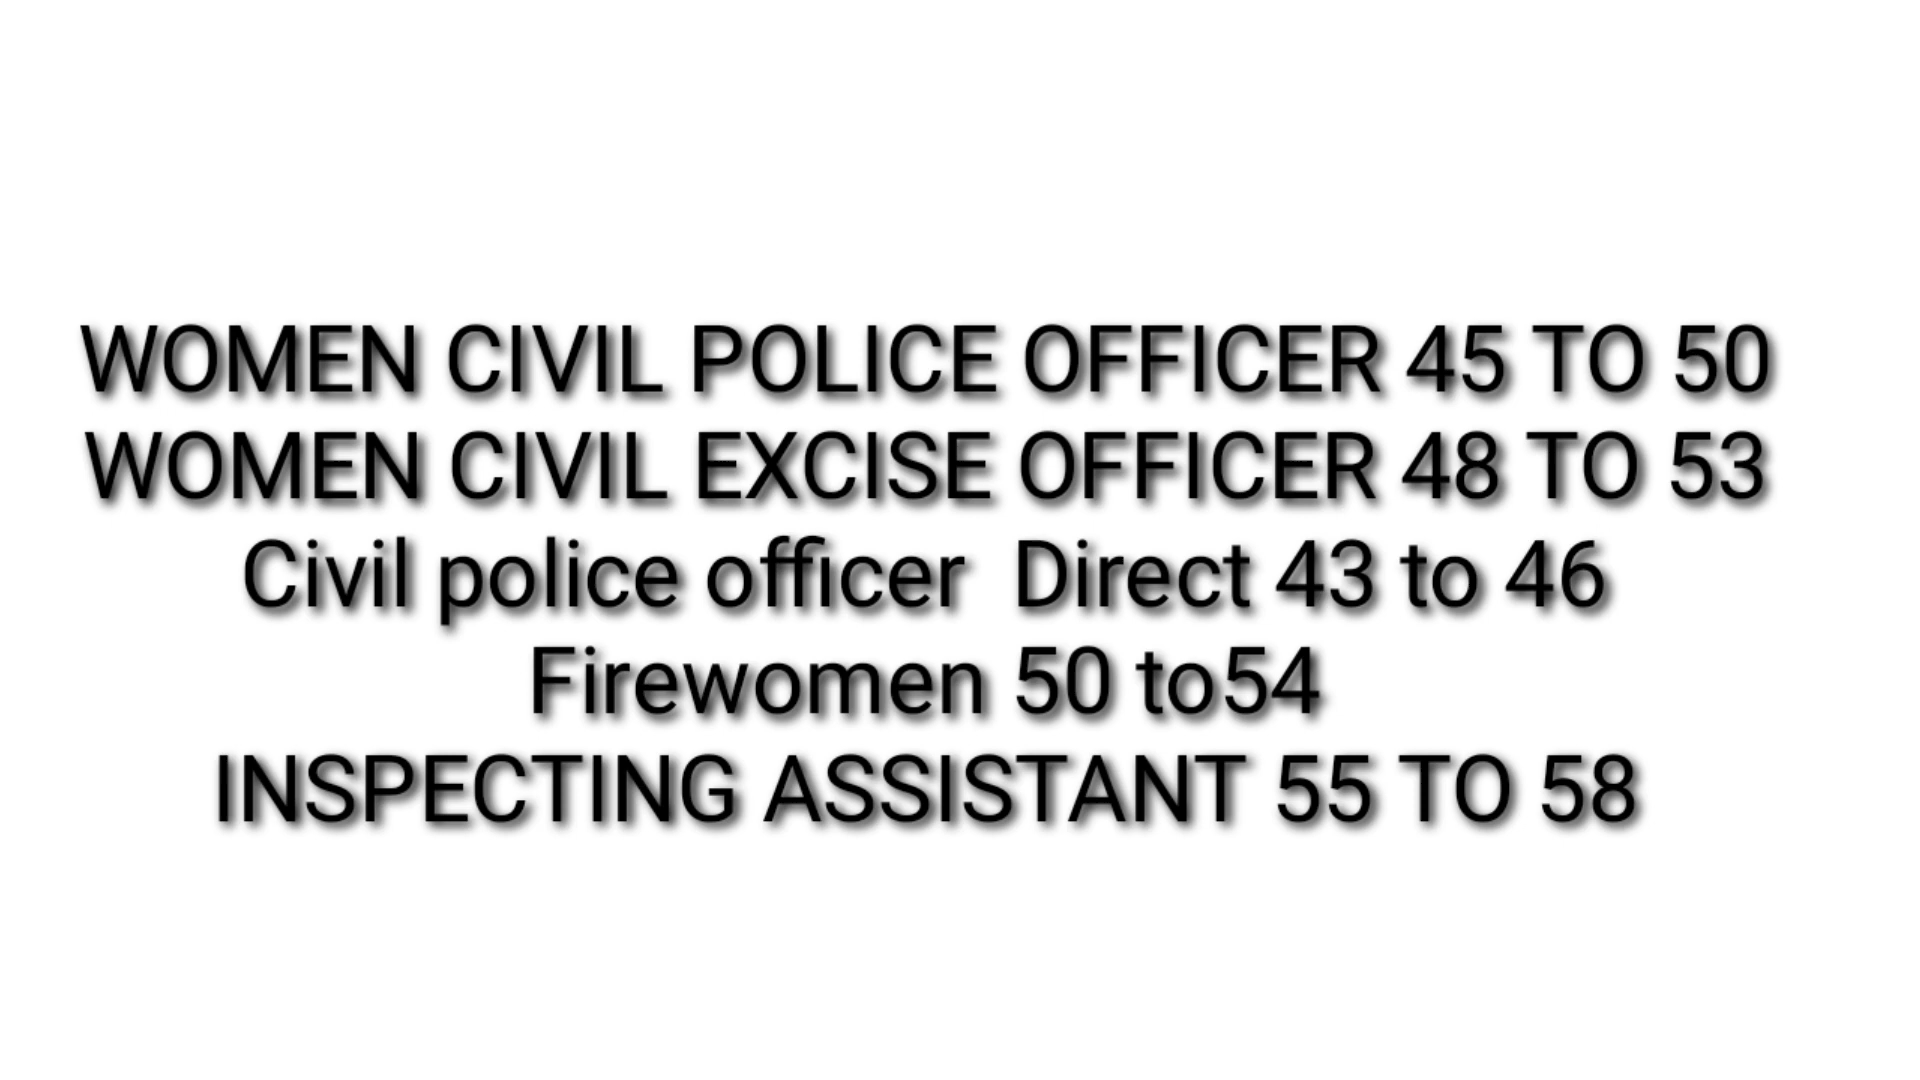 WOMEN CIVIL POLICE OFFICER 45 TO 50
WOMEN CIVIL EXCISE OFFICER 48 TO 53
Civil police officer  Direct 43 to 46
Firewomen 50 to54
INSPECTING ASSISTANT 55 TO 58